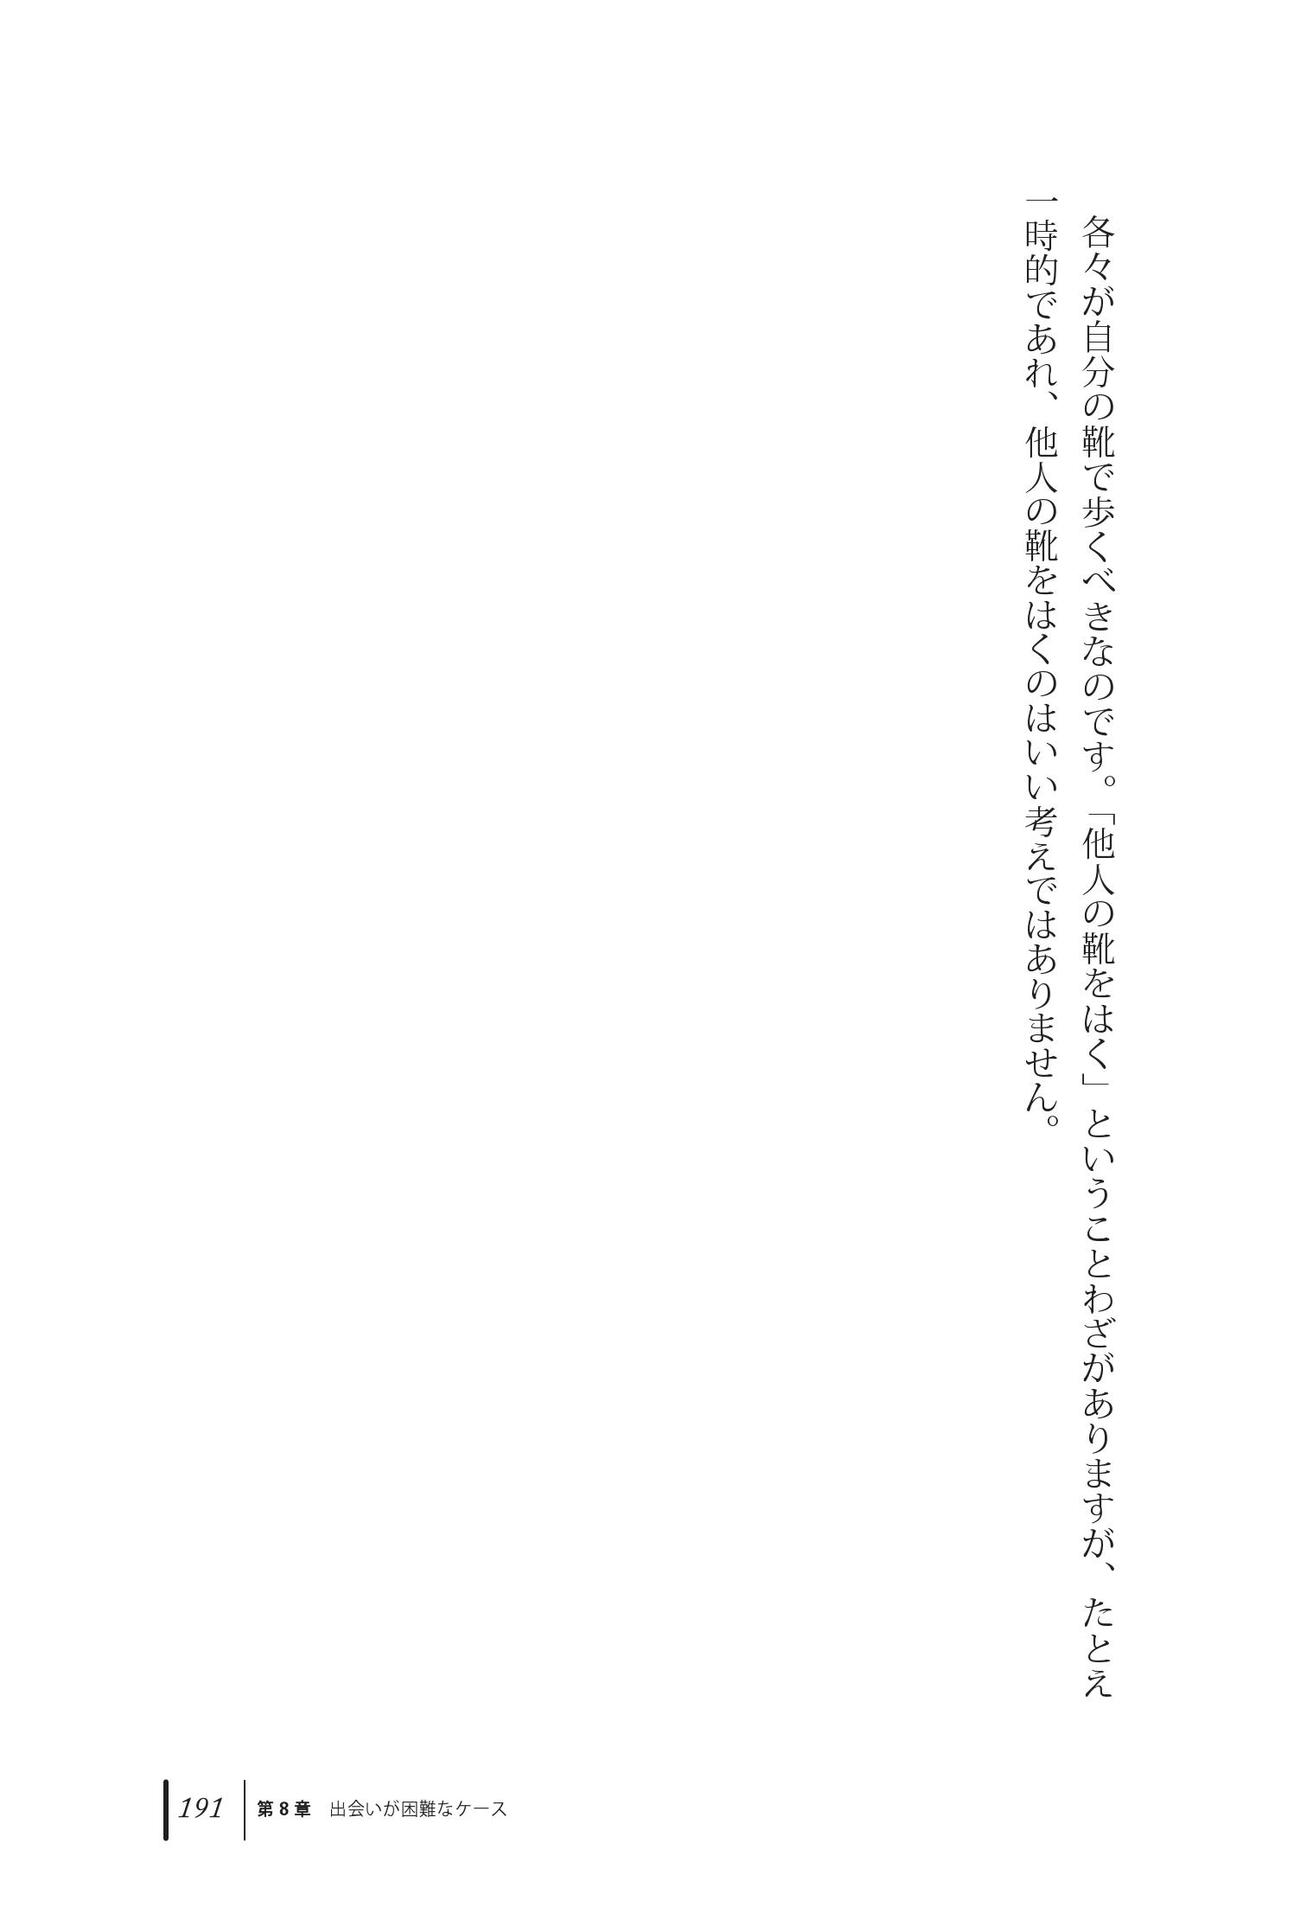 各々が自分の靴で歩くべきなのです。「他人の靴をはく」ということわざがありますが、たとえ
一時的であれ、他人の靴をはくのはいい考えではありません。
191 第8章 出会いが困難なケース